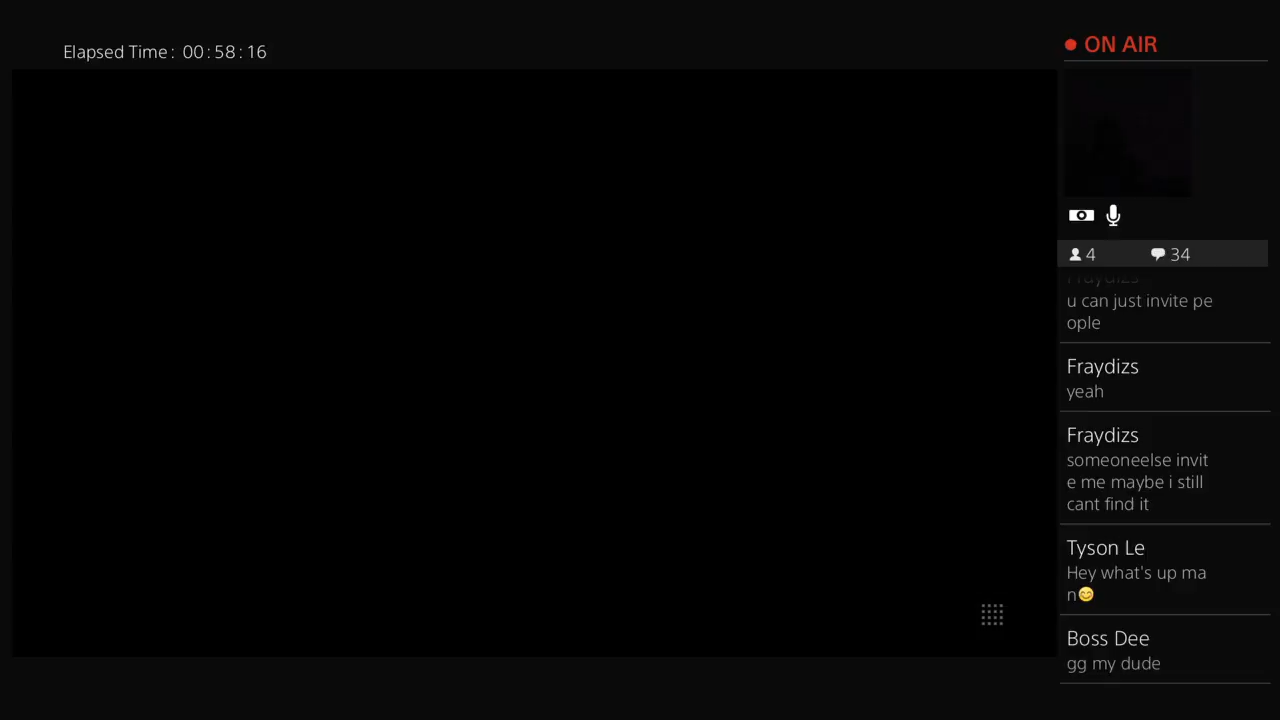 Elapsed Time: 00:58:16
ON AIR
4 34
Fraydizs
u can just invite pe
ople
Fraydizs
yeah
Fraydizs
someoneelse invit
e me maybe i still
cant find it
Tyson Le
Hey what's up ma
n😊
Boss Dee
gg my dude